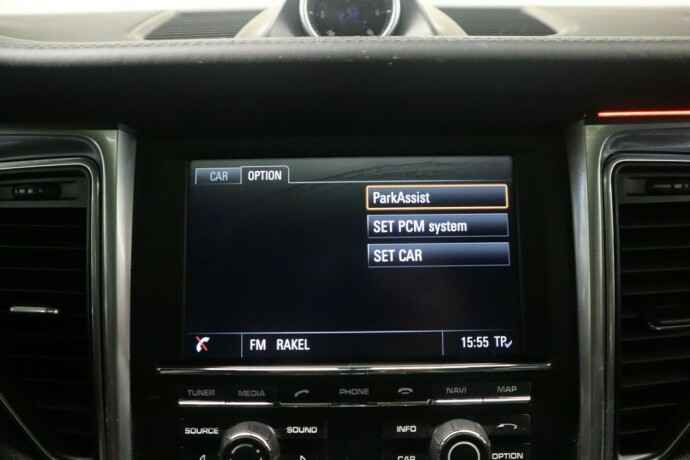 CAR OPTION
ParkAssist
SET PCM system
SET CAR
FM RAKEL 15:55 TP
TUNER MEDIA PHONE NAVI MAP
SOURCE SOUND INFO
CAR OPTION